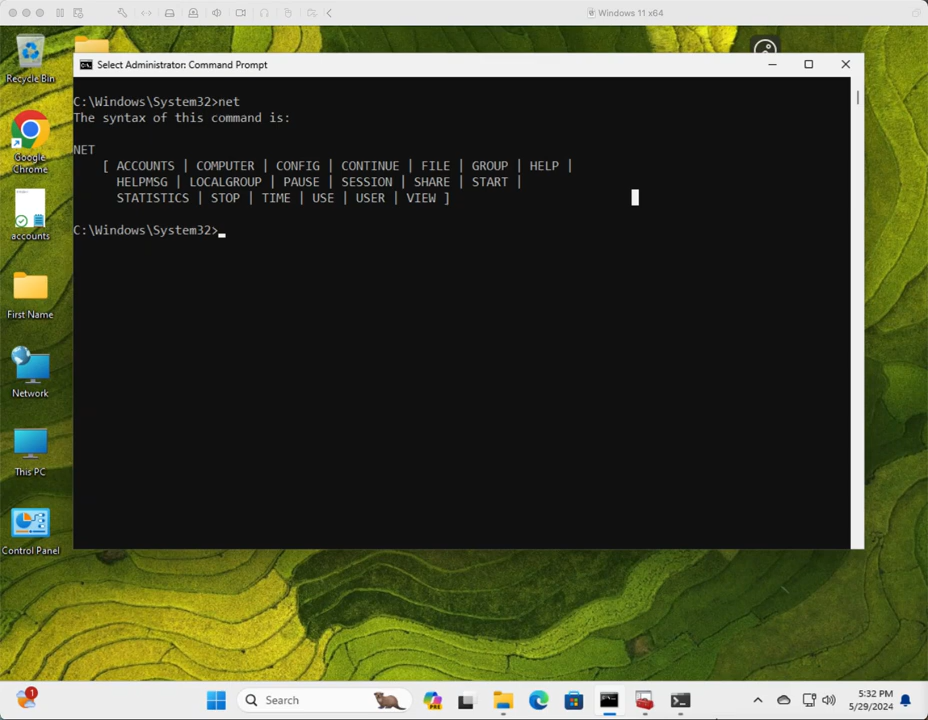 Windows 11 x64
Recycle Bin
Select Administrator: Command Prompt
C:\Windows\System32>net
The syntax of this command is:
NET
[ ACCOUNTS | COMPUTER | CONFIG | CONTINUE | FILE | GROUP | HELP |
HELPMSG | LOCALGROUP | PAUSE | SESSION | SHARE | START |
STATISTICS | STOP | TIME | USE | USER | VIEW ]
C:\Windows\System32>
Google
Chrome
accounts
First Name
Network
This PC
Control Panel
1
Search
PRE
5:32 PM
5/29/2024